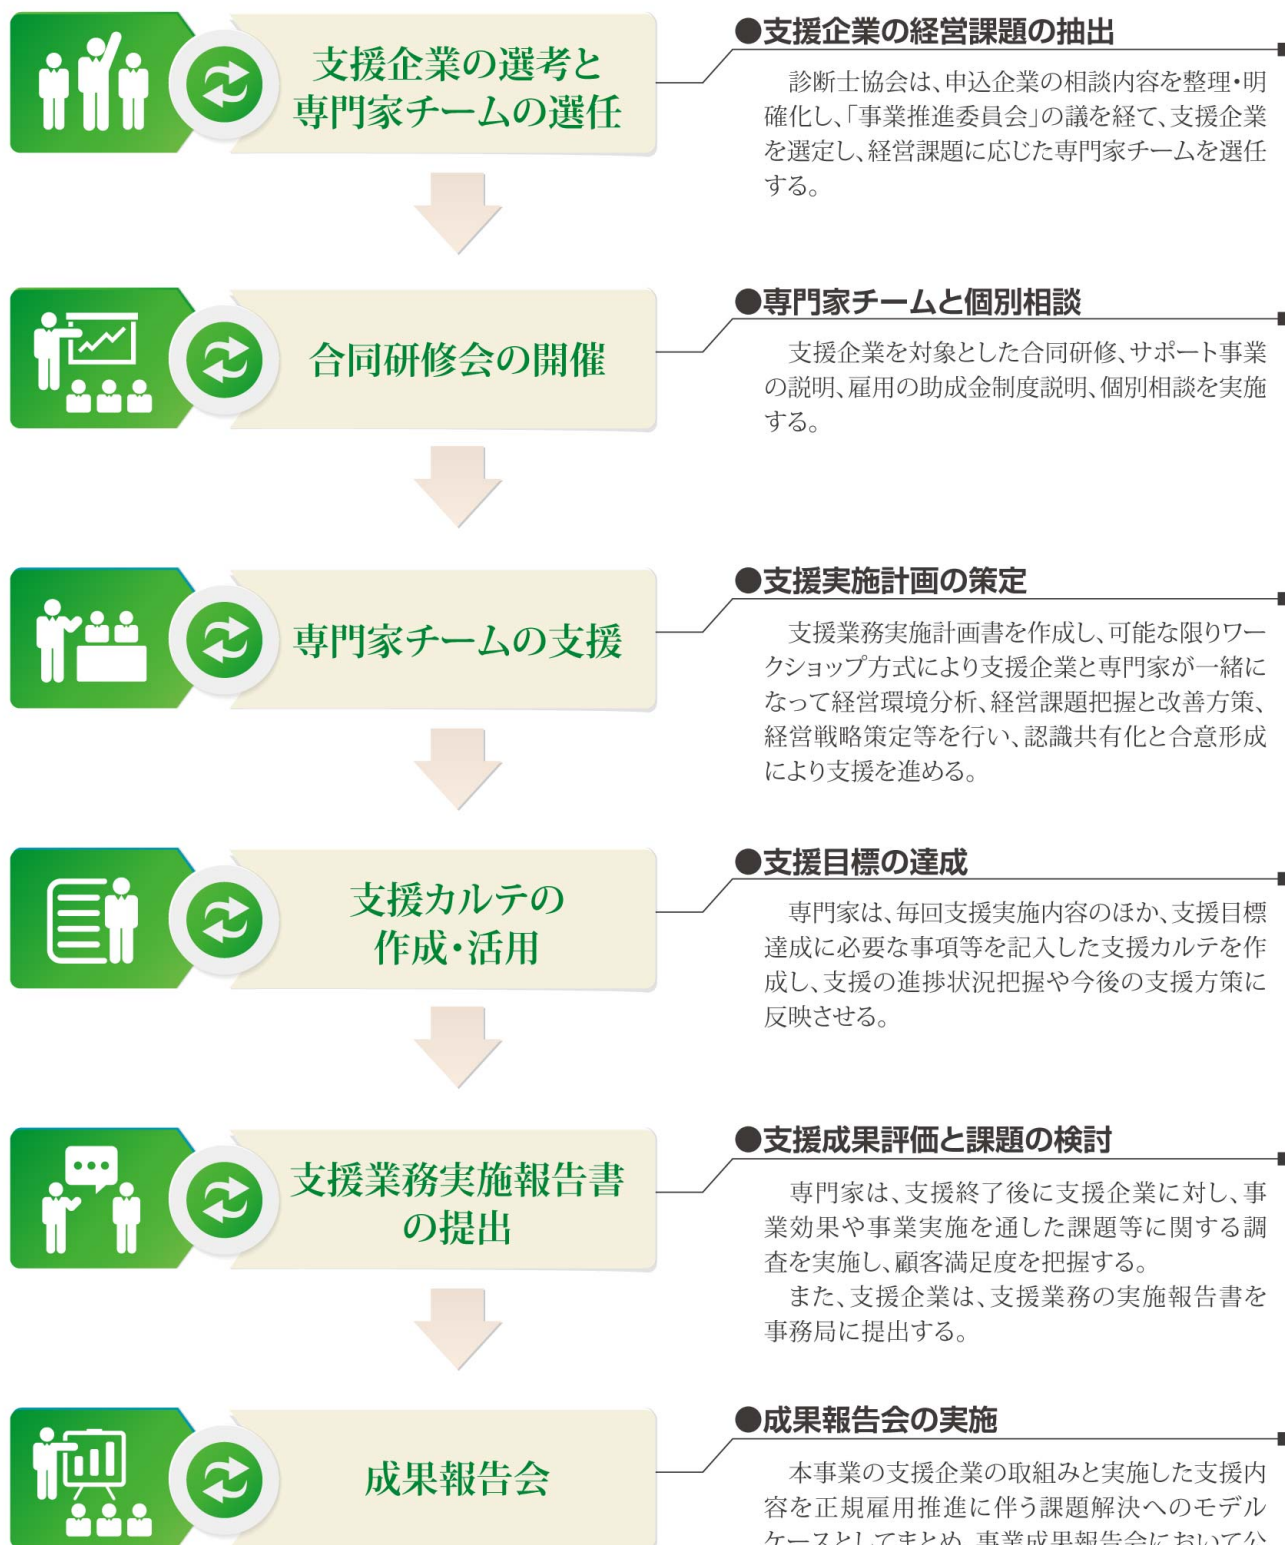 支援企業の選考と
専門家チームの選任
●支援企業の経営課題の抽出
診断士協会は、申込企業の相談内容を整理・明
確化し、「事業推進委員会」の議を経て、支援企業
を選定し、経営課題に応じた専門家チームを選任
する。
合同研修会の開催
●専門家チームと個別相談
支援企業を対象とした合同研修、サポート事業
の説明、雇用の助成金制度説明、個別相談を実施
する。
専門家チームの支援
●支援実施計画の策定
支援業務実施計画書を作成し、可能な限りワー
クショップ方式により支援企業と専門家が一緒に
なって経営環境分析、経営課題把握と改善方策、
経営戦略策定等を行い、認識共有化と合意形成
により支援を進める。
支援カルテの
作成・活用
●支援目標の達成
専門家は、毎回支援実施内容のほか、支援目標
達成に必要な事項等を記入した支援カルテを作
成し、支援の進捗状況把握や今後の支援方策に
反映させる。
支援業務実施報告書
の提出
●支援成果評価と課題の検討
専門家は、支援終了後に支援企業に対し、事
業効果や事業実施を通した課題等に関する調
査を実施し、顧客満足度を把握する。
また、支援企業は、支援業務の実施報告書を
事務局に提出する。
成果報告会
●成果報告会の実施
本事業の支援企業の取組みと実施した支援内
容を正規雇用推進に伴う課題解決へのモデル
ケースとしてまとめ、事業成果報告会において公